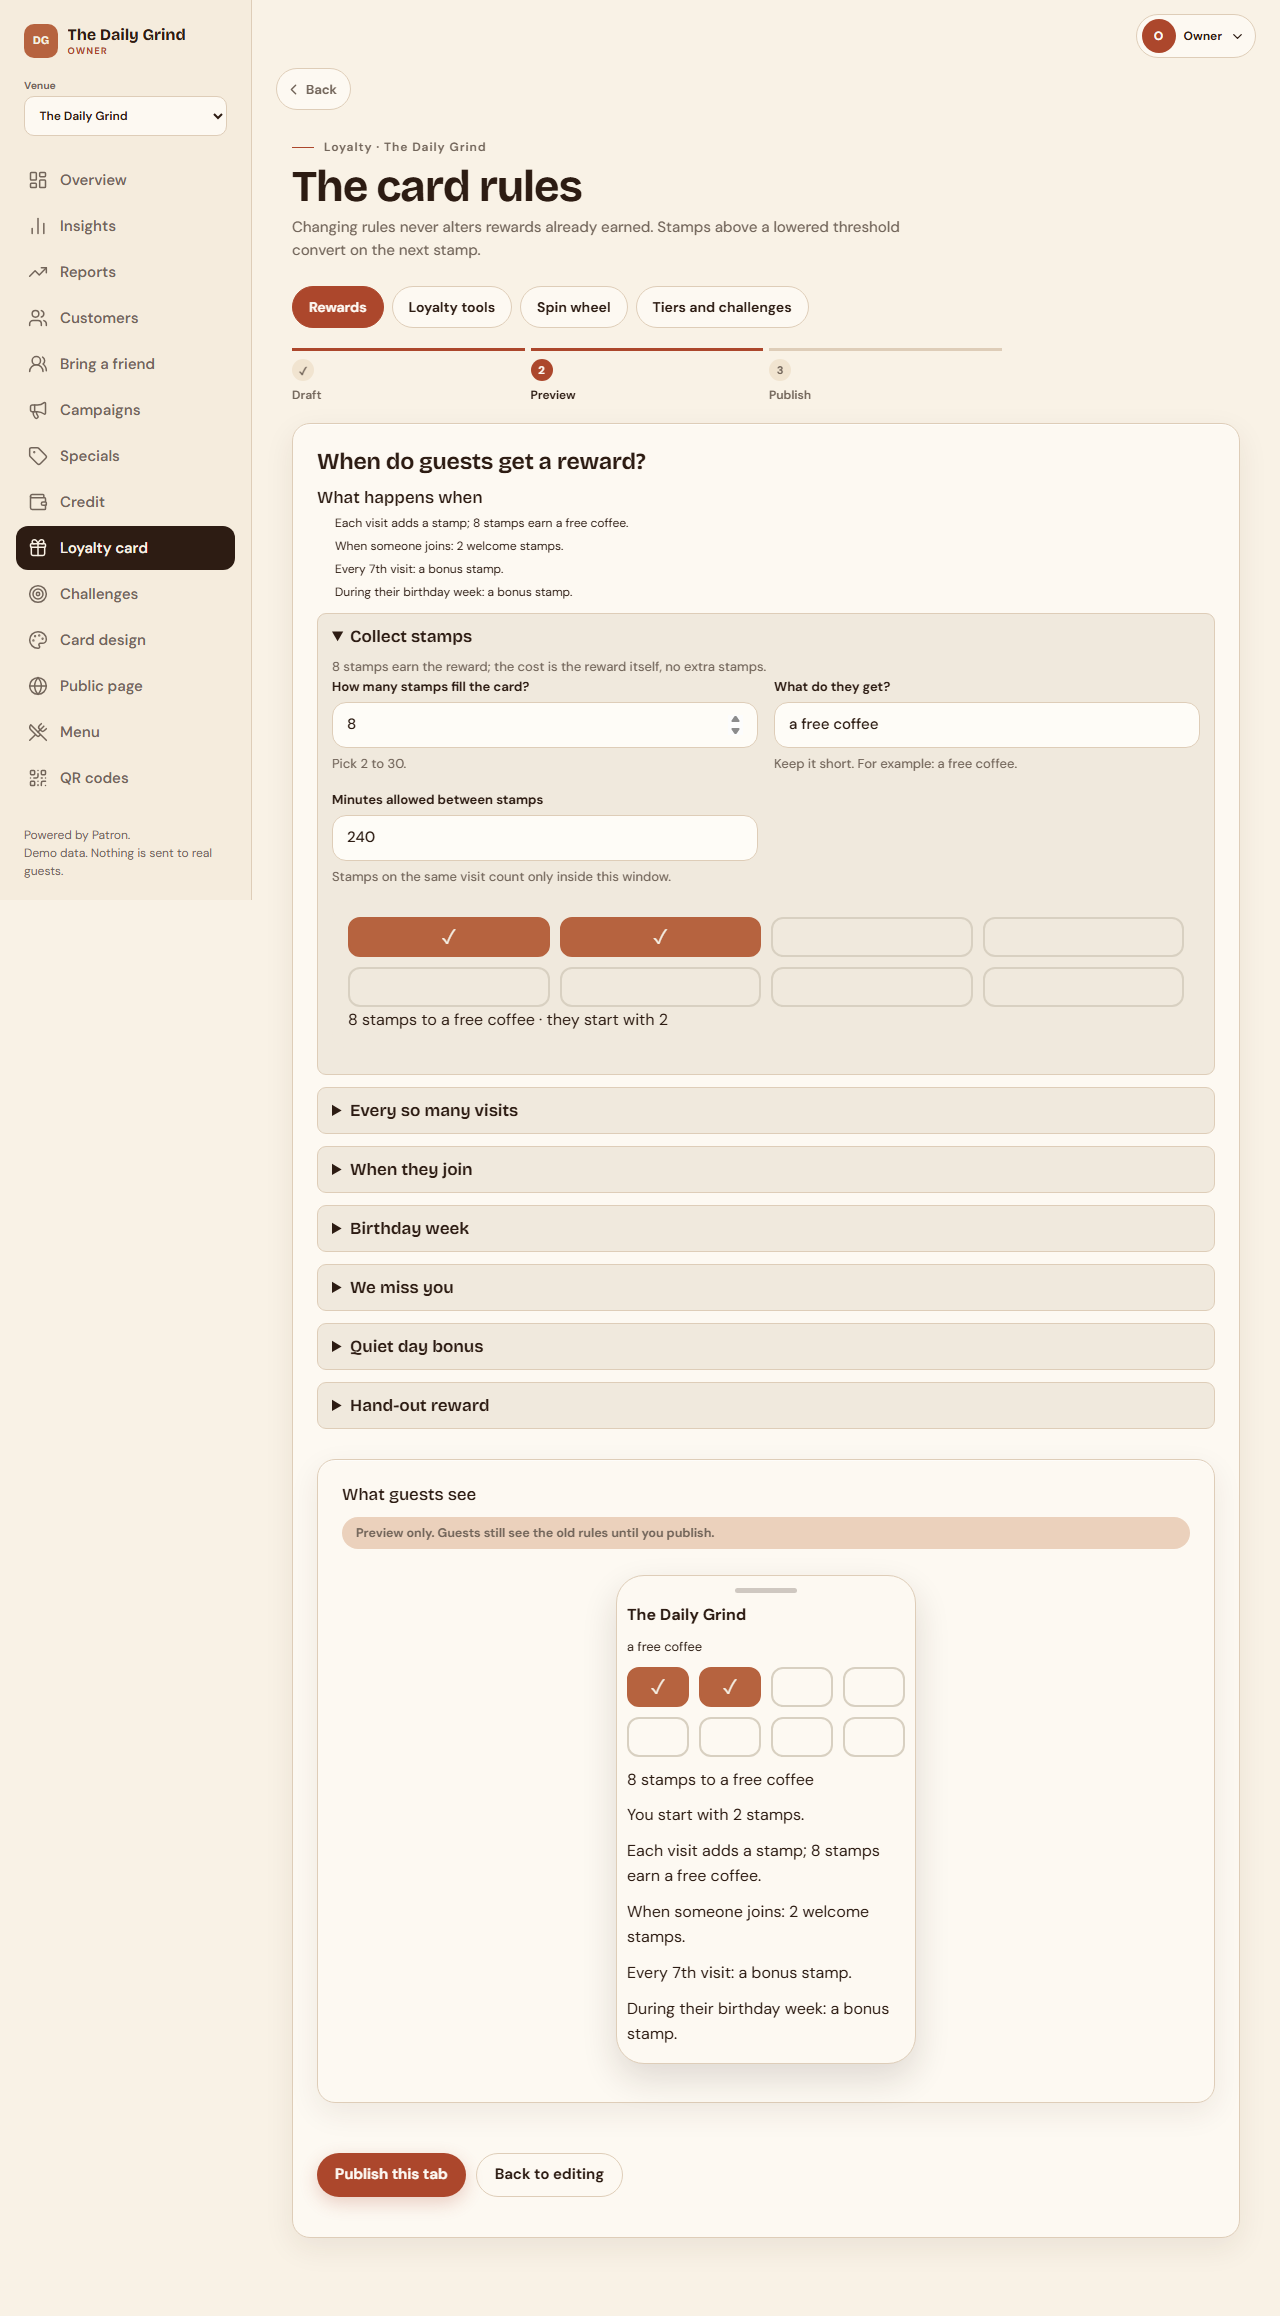 DG
The Daily Grind
OWNER
Venue
The Daily Grind
Overview
Insights
Reports
Customers
Bring a friend
Campaigns
Specials
Credit
Loyalty card
Challenges
Card design
Public page
Menu
QR codes
Powered by Patron.
Demo data. Nothing is sent to real
guests.
O
Owner
Back
Loyalty · The Daily Grind
The card rules
Changing rules never alters rewards already earned. Stamps above a lowered threshold
convert on the next stamp.
Rewards
Loyalty tools
Spin wheel
Tiers and challenges
✓
Draft
2
Preview
3
Publish
When do guests get a reward?
What happens when
Each visit adds a stamp; 8 stamps earn a free coffee.
When someone joins: 2 welcome stamps.
Every 7th visit: a bonus stamp.
During their birthday week: a bonus stamp.
Collect stamps
8 stamps earn the reward; the cost is the reward itself, no extra stamps.
How many stamps fill the card?
8
Pick 2 to 30.
What do they get?
a free coffee
Keep it short. For example: a free coffee.
Minutes allowed between stamps
240
Stamps on the same visit count only inside this window.
✓ ✓
8 stamps to a free coffee · they start with 2
Every so many visits
When they join
Birthday week
We miss you
Quiet day bonus
Hand-out reward
What guests see
Preview only. Guests still see the old rules until you publish.
The Daily Grind
a free coffee
✓ ✓
8 stamps to a free coffee
You start with 2 stamps.
Each visit adds a stamp; 8 stamps
earn a free coffee.
When someone joins: 2 welcome
stamps.
Every 7th visit: a bonus stamp.
During their birthday week: a bonus
stamp.
Publish this tab
Back to editing